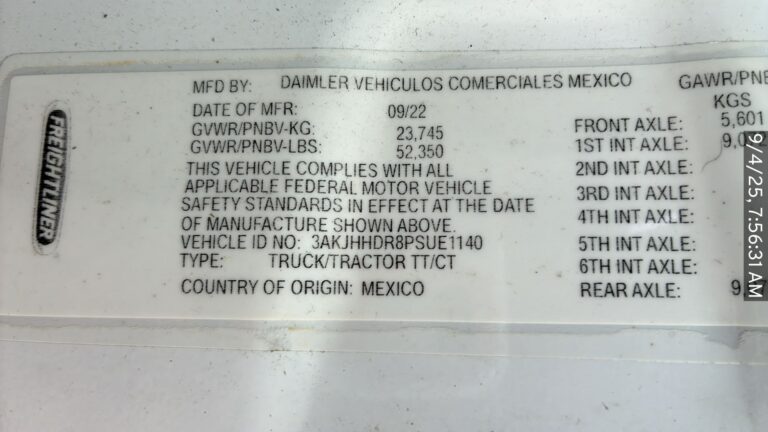 FREIGHTLINER
MFD BY: DAIMLER VEHICULOS COMERCIALES MEXICO GAWR/PNB
KGS
DATE OF MFR: 09/22
GVWR/PNBV-KG: 23,745 FRONT AXLE: 5,601
GVWR/PNBV-LBS: 52,350 1ST INT AXLE:
THIS VEHICLE COMPLIES WITH ALL 2ND INT AXLE:
APPLICABLE FEDERAL MOTOR VEHICLE 3RD INT AXLE:
SAFETY STANDARDS IN EFFECT AT THE DATE 4TH INT AXLE:
OF MANUFACTURE SHOWN ABOVE.
VEHICLE ID NO: 3AKJHHDR8PSUE1140 5TH INT AXLE:
TYPE: TRUCK/TRACTOR TT/CT 6TH INT AXLE:
COUNTRY OF ORIGIN: MEXICO REAR AXLE:
9/4/25, 7:56:31 AM